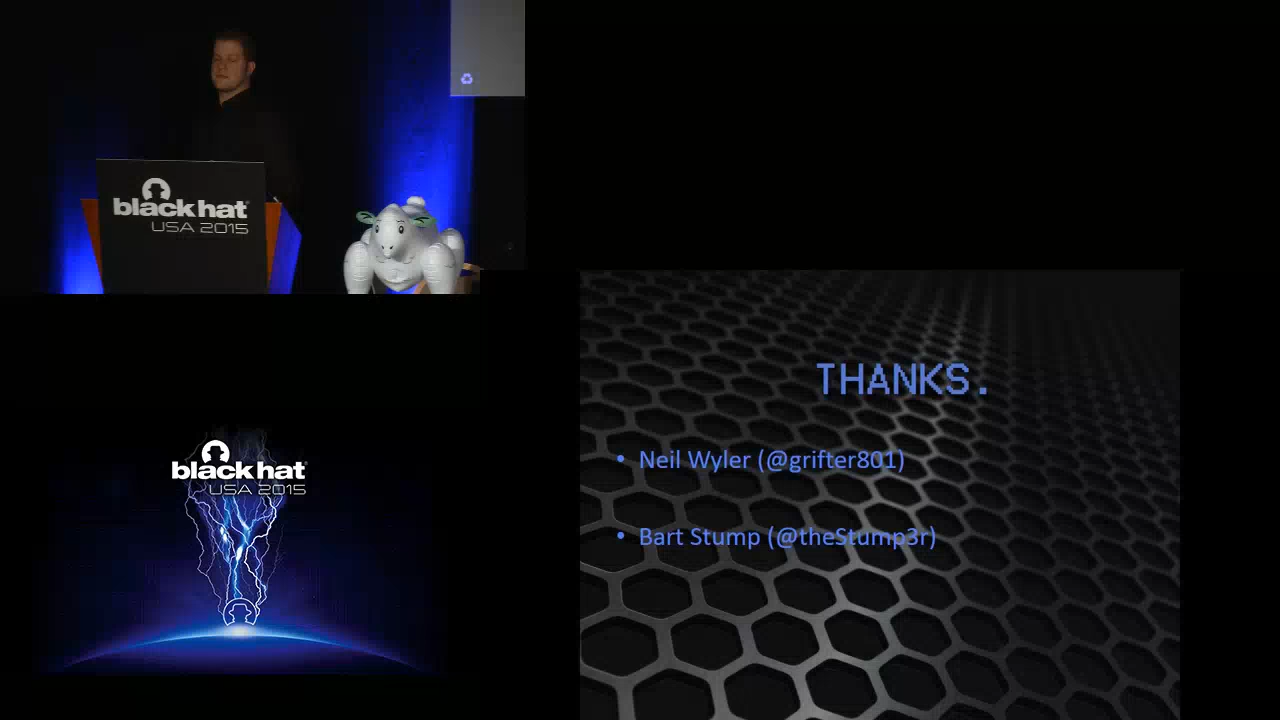 black hat
USA 2015
black hat
USA 2015
THANKS.
• Neil Wyler (@grifter801)
• Bart Stump (@theStump3r)